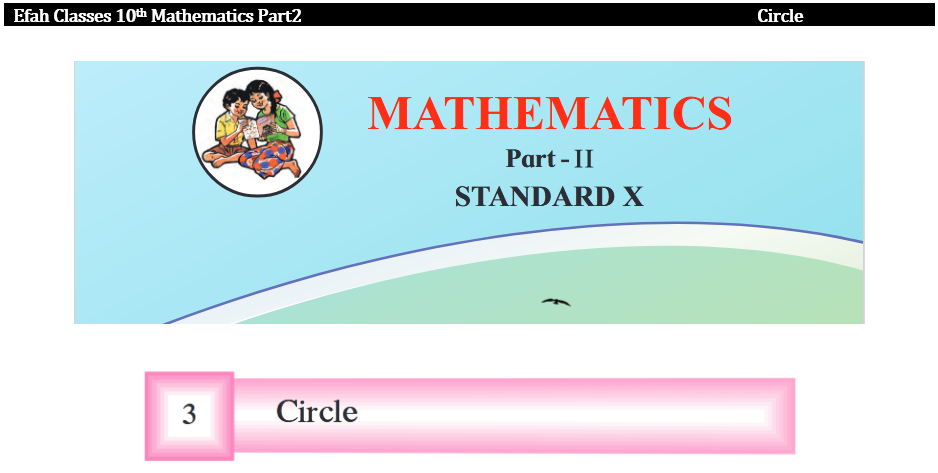 Efah Classes 10th Mathematics Part2 Circle
MATHEMATICS
Part - II
STANDARD X
3 Circle